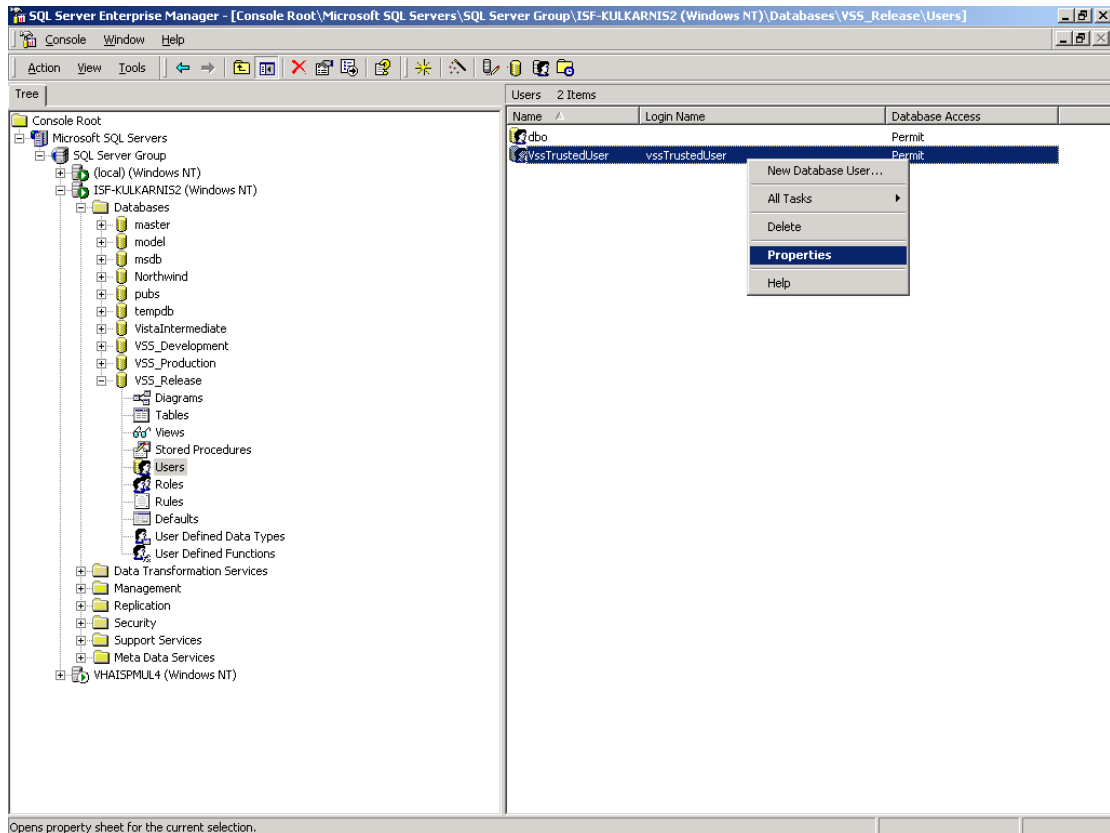 SQL Server Enterprise Manager - [Console Root\Microsoft SQL Servers\SQL Server Group\ISF-KULKARNIS2 (Windows NT)\Databases\VSS_Release\Users]
Console Window Help
Action View Tools
Tree
Users 2 Items
Console Root
Microsoft SQL Servers
SQL Server Group
(local) (Windows NT)
ISF-KULKARNIS2 (Windows NT)
Databases
master
model
msdb
Northwind
pubs
tempdb
VistaIntermediate
VSS_Development
VSS_Production
VSS_Release
Diagrams
Tables
Views
Stored Procedures
Users
Roles
Rules
Defaults
User Defined Data Types
User Defined Functions
Data Transformation Services
Management
Replication
Security
Support Services
Meta Data Services
VHAISPMUL4 (Windows NT)
Name Login Name Database Access
dbo Permit
VssTrustedUser vssTrustedUser Permit
New Database User...
All Tasks
Delete
Properties
Help
Opens property sheet for the current selection.